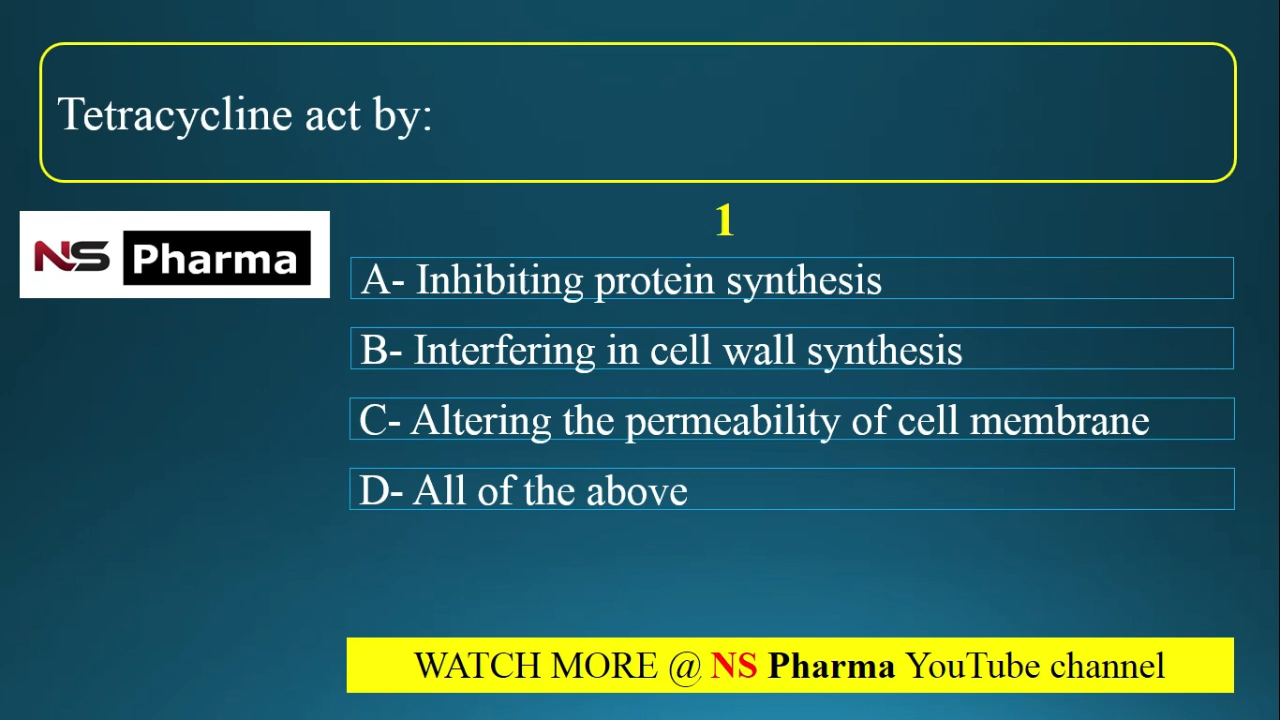 Tetracycline act by:
NS Pharma
1
A- Inhibiting protein synthesis
B- Interfering in cell wall synthesis
C- Altering the permeability of cell membrane
D- All of the above
WATCH MORE @ NS Pharma YouTube channel